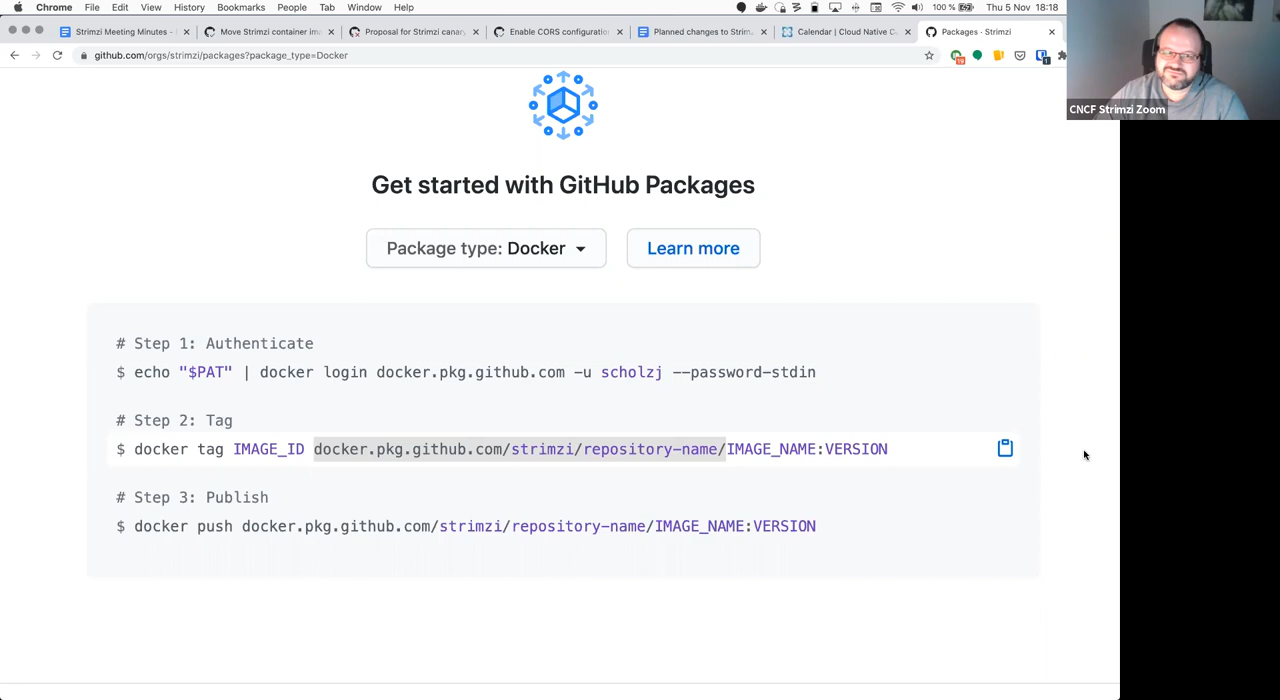 Chrome File Edit View History Bookmarks People Tab Window Help 100 % Thu 5 Nov 18:18
Strimzi Meeting Minutes - Move Strimzi container im Proposal for Strimzi canar Enable CORS configuratio Planned changes to Strim Calendar | Cloud Native C Packages · Strimzi
github.com/orgs/strimzi/packages?package_type=Docker
CNCF Strimzi Zoom
Get started with GitHub Packages
Package type: Docker Learn more
# Step 1: Authenticate
$ echo "$PAT" | docker login docker.pkg.github.com -u scholzj --password-stdin
# Step 2: Tag
$ docker tag IMAGE_ID docker.pkg.github.com/strimzi/repository-name/IMAGE_NAME:VERSION
# Step 3: Publish
$ docker push docker.pkg.github.com/strimzi/repository-name/IMAGE_NAME:VERSION